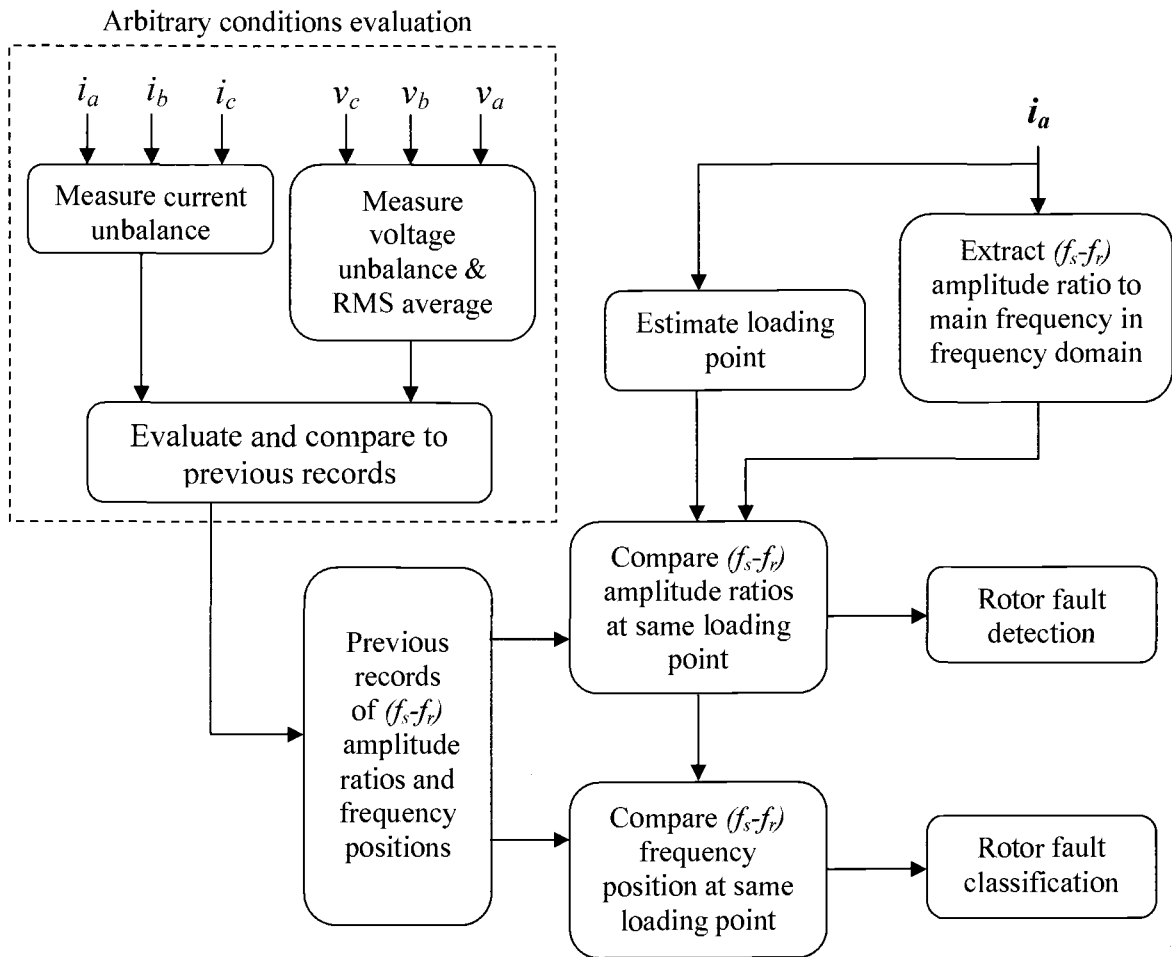 Arbitrary conditions evaluation
i_a i_b i_c v_c v_b v_a
Measure current
unbalance
Measure
voltage
unbalance &
RMS average
Evaluate and compare to
previous records
i_a
Estimate loading
point
Extract (f_s-f_r)
amplitude ratio to
main frequency in
frequency domain
Previous
records
of (f_s-f_r)
amplitude
ratios and
frequency
positions
Compare (f_s-f_r)
amplitude ratios
at same loading
point
Rotor fault
detection
Compare (f_s-f_r)
frequency
position at same
loading point
Rotor fault
classification